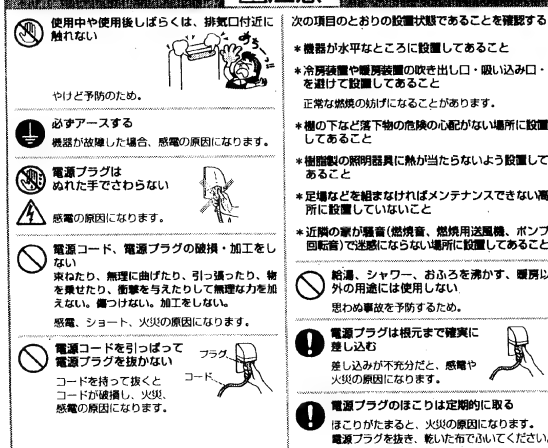 使用中や使用後しばらくは、排気口付近に
触れない
あぢ〜っ
やけど予防のため。
必ずアースする
機器が故障した場合、感電の原因になります。
電源プラグは
ぬれた手でさわらない
感電の原因になります。
電源コード、電源プラグの破損・加工をし
ない
束ねたり、無理に曲げたり、引っ張ったり、物
を乗せたり、衝撃を与えたりして無理な力を加
えない。傷つけない。加工をしない。
感電、ショート、火災の原因になります。
電源コードを引っぱって
電源プラグを抜かない
プラグ
コード
コードを持って抜くと
コードが破損し、火災、
感電の原因になります。
次の項目のとおりの設置状態であることを確認する
*機器が水平なところに設置してあること
*冷房装置や暖房装置の吹き出し口・吸い込み口・
を避けて設置してあること
正常な燃焼の妨げになることがあります。
*棚の下など落下物の危険の心配がない場所に設置
してあること
*樹脂製の照明器具に熱が当たらないよう設置して
あること
*足場などを組まなければメンテナンスできない高
所に設置していないこと
*近隣の家が騒音(燃焼音、燃焼用送風機、ポンプ
回転音)で迷惑にならない場所に設置してあること
給湯、シャワー、おふろを沸かす、暖房以
外の用途には使用しない
思わぬ事故を予防するため。
電源プラグは根元まで確実に
差し込む
差し込みが不充分だと、感電や
火災の原因になります。
電源プラグのほこりは定期的に取る
ほこりがたまると、火災の原因になります。
電源プラグを抜き、乾いた布でふいてください。